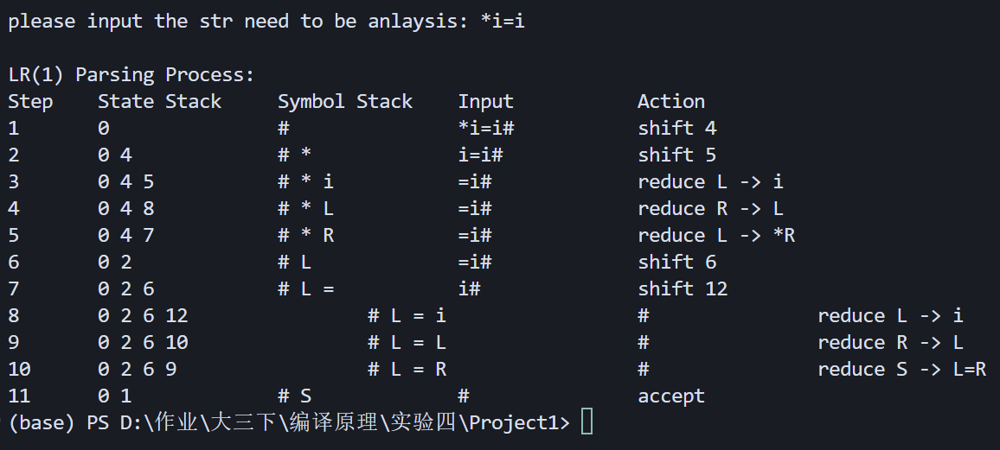 please input the str need to be anlaysis: *i=i
LR(1) Parsing Process:
Step    State Stack     Symbol Stack    Input           Action
1       0               #               *i=i#           shift 4
2       0 4             # *             i=i#            shift 5
3       0 4 5           # * i           =i#             reduce L -> i
4       0 4 8           # * L           =i#             reduce R -> L
5       0 4 7           # * R           =i#             reduce L -> *R
6       0 2             # L             =i#             shift 6
7       0 2 6           # L =           i#              shift 12
8       0 2 6 12                # L = i         #               reduce L -> i
9       0 2 6 10                # L = L         #               reduce R -> L
10      0 2 6 9                 # L = R         #               reduce S -> L=R
11      0 1             # S             #               accept
(base) PS D:\作业\大三下\编译原理\实验四\Project1>